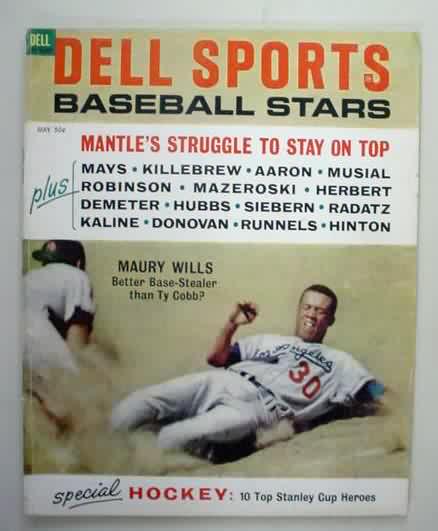 DELL
DELL SPORTS
BASEBALL STARS
MAY 50¢
MANTLE'S STRUGGLE TO STAY ON TOP
plus
MAYS • KILLEBREW • AARON • MUSIAL
ROBINSON • MAZEROSKI • HERBERT
DEMETER • HUBBS • SIEBERN • RADATZ
KALINE • DONOVAN • RUNNELS • HINTON
MAURY WILLS
Better Base-Stealer
than Ty Cobb?
Los Angeles
30
special HOCKEY: 10 Top Stanley Cup Heroes